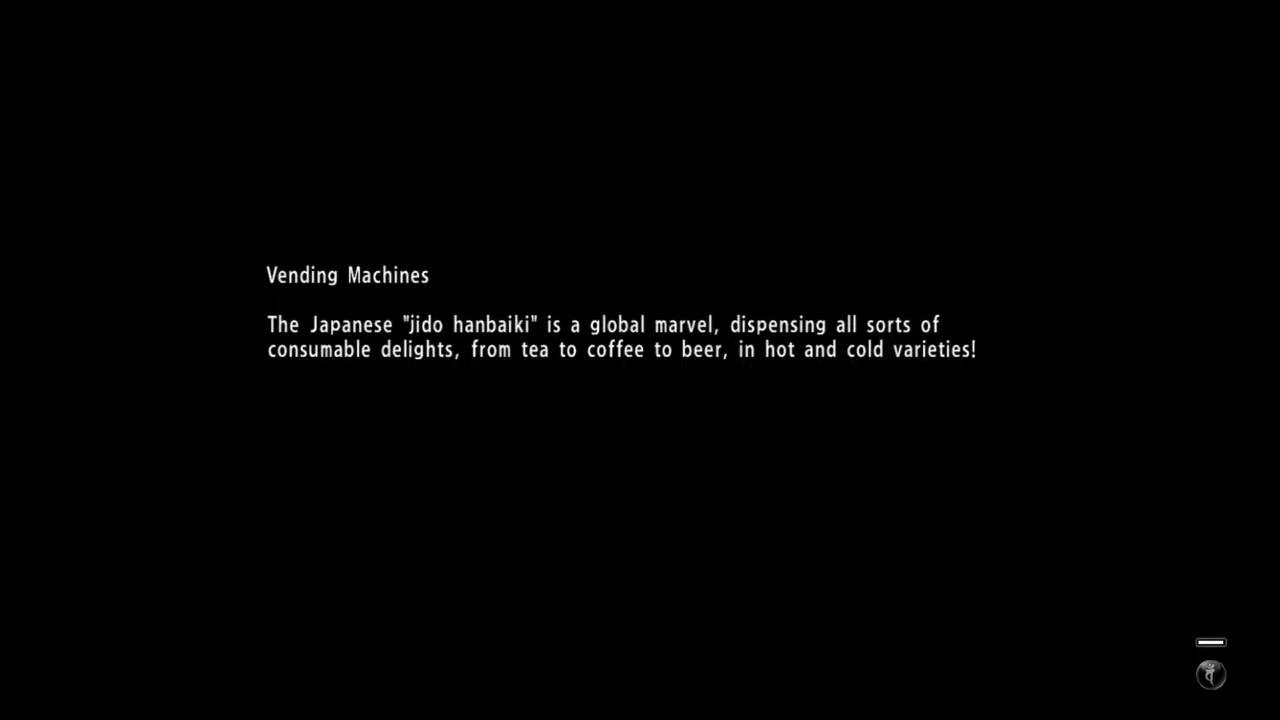 Vending Machines
The Japanese "jido hanbaiki" is a global marvel, dispensing all sorts of
consumable delights, from tea to coffee to beer, in hot and cold varieties!